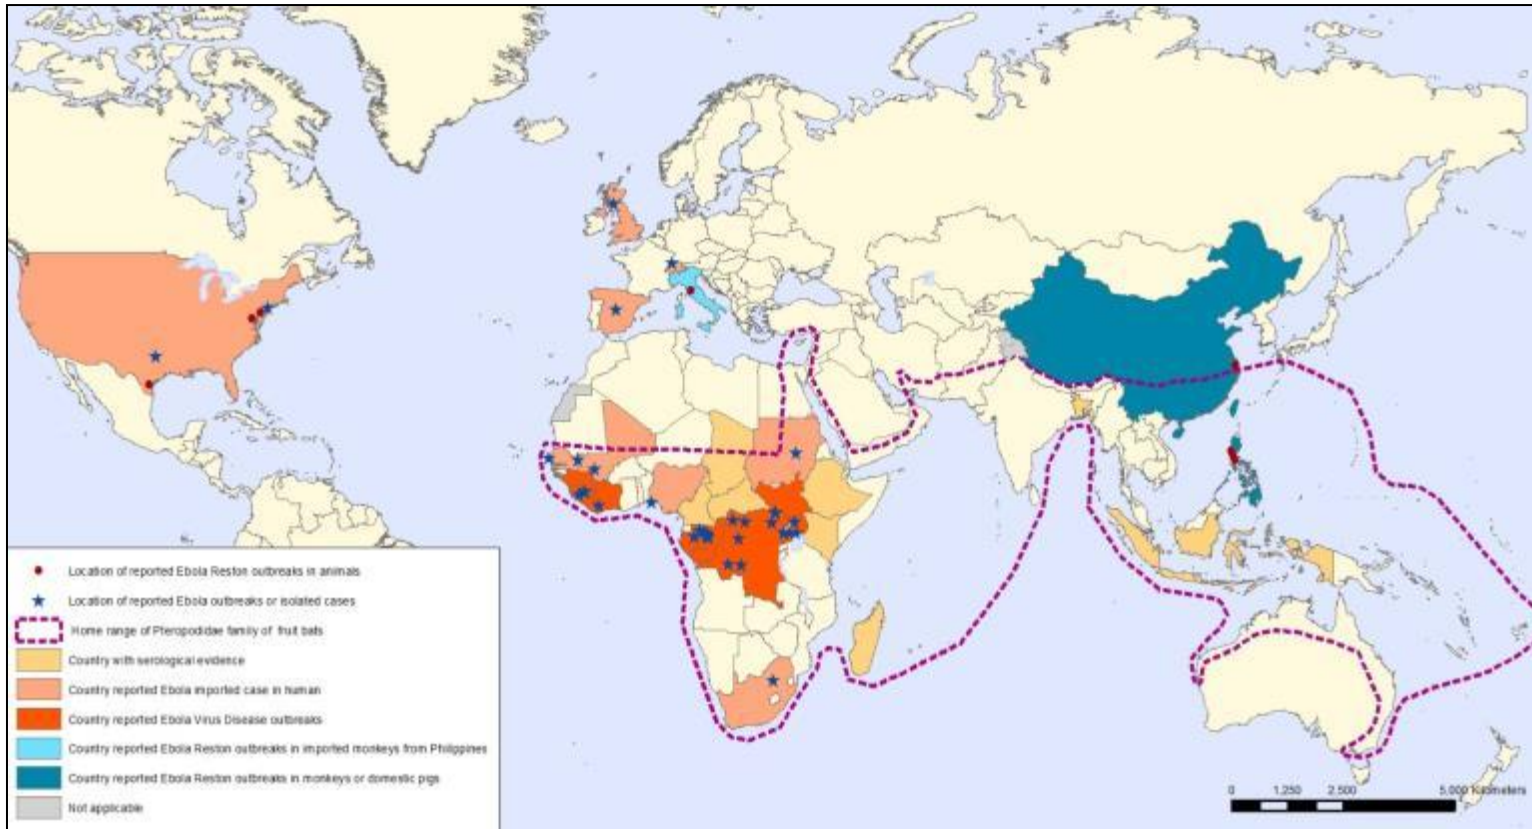 Location of reported Ebola Reston outbreaks in animals
Location of reported Ebola outbreaks or isolated cases
Home range of Pteropodidae family of fruit bats
Country with serological evidence
Country reported Ebola imported case in human
Country reported Ebola Virus Disease outbreaks
Country reported Ebola Reston outbreaks in imported monkeys from Philippines
Country reported Ebola Reston outbreaks in monkeys or domestic pigs
Not applicable
0 1,250 2,500 5,000 Kilometers